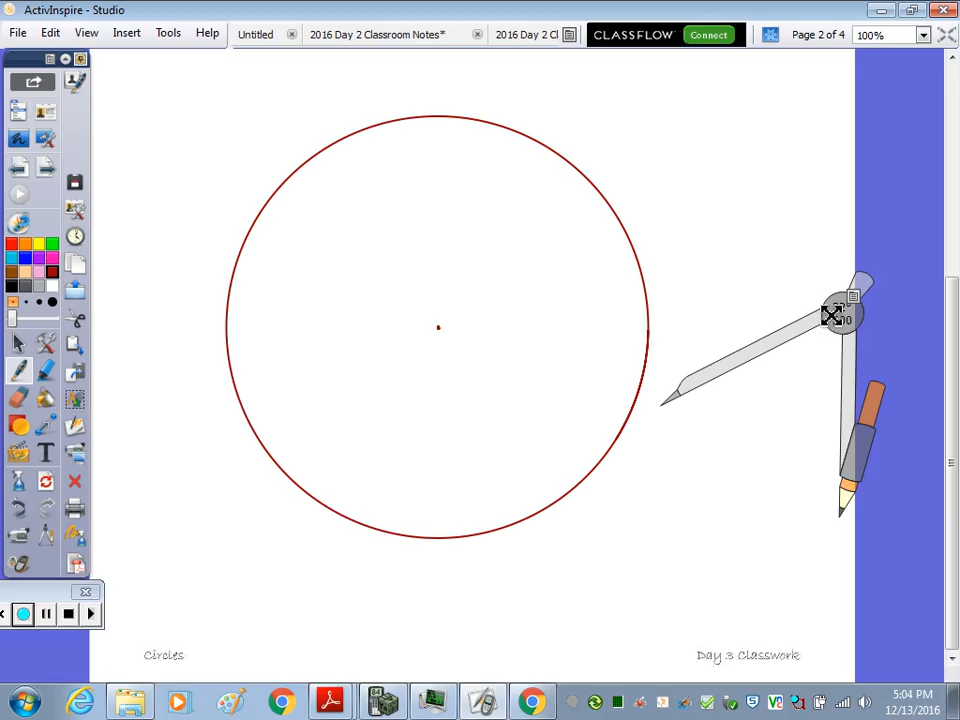 ActivInspire - Studio
File Edit View Insert Tools Help Untitled 2016 Day 2 Classroom Notes* 2016 Day 2 Cl CLASSFLOW Connect Page 2 of 4 100%
Circles Day 3 Classwork
5:04 PM
12/13/2016